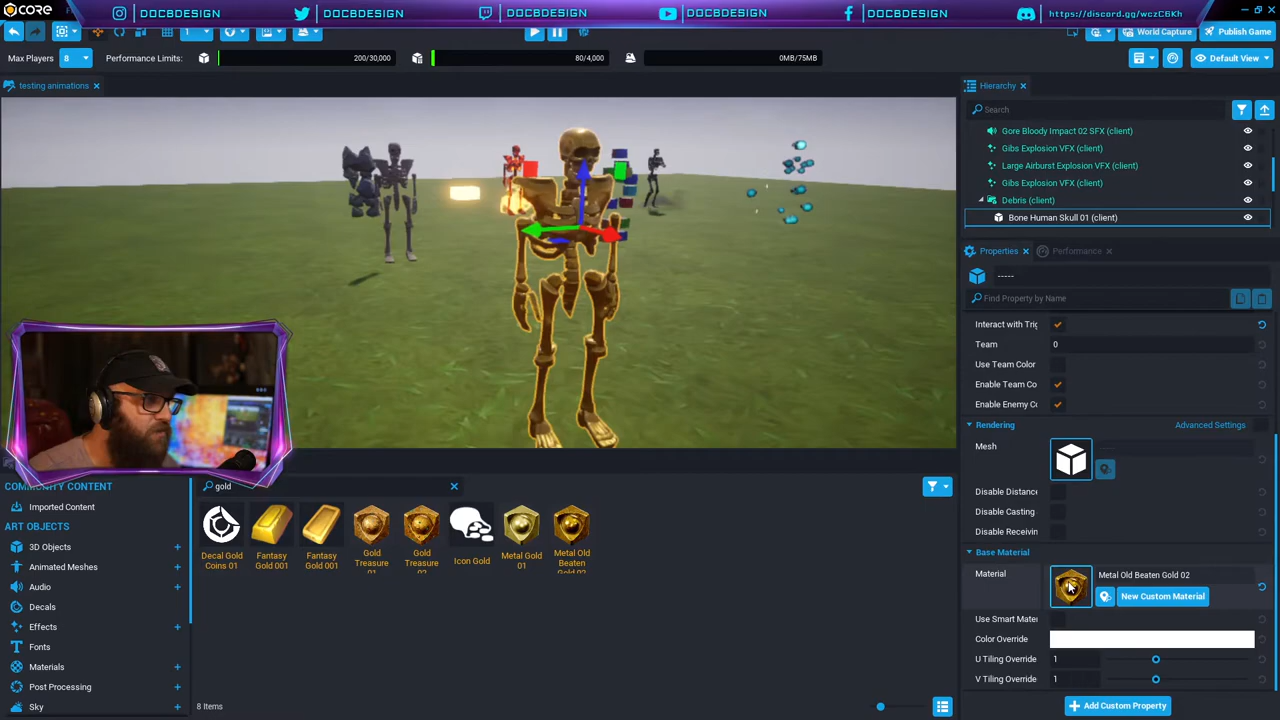 CORE
DOCBDESIGN
DOCBDESIGN
DOCBDESIGN
DOCBDESIGN
DOCBDESIGN
https://discord.gg/wczC6Kh
1
World Capture
Publish Game
Max Players
8
Performance Limits:
200/30,000
80/4,000
0MB/75MB
Default View
testing animations
Hierarchy
Search
Gore Bloody Impact 02 SFX (client)
Gibs Explosion VFX (client)
Large Airburst Explosion VFX (client)
Gibs Explosion VFX (client)
Debris (client)
Bone Human Skull 01 (client)
Properties
Performance
-----
Find Property by Name
Interact with Trig
Team
0
Use Team Color
Enable Team Co
Enable Enemy Co
Rendering
Advanced Settings
Mesh
Disable Distance
Disable Casting
Disable Receivin
Base Material
Material
Metal Old Beaten Gold 02
New Custom Material
Use Smart Mater
Color Override
U Tiling Override
1
V Tiling Override
1
Add Custom Property
COMMUNITY CONTENT
Imported Content
ART OBJECTS
3D Objects
Animated Meshes
Audio
Decals
Effects
Fonts
Materials
Post Processing
Sky
gold
Decal Gold Coins 01
Fantasy Gold 001
Fantasy Gold 001
Gold Treasure 01
Gold Treasure 02
Icon Gold
Metal Gold 01
Metal Old Beaten Gold 02
8 Items